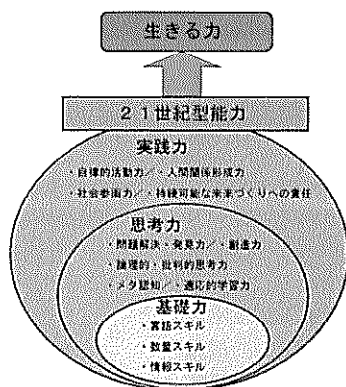 生きる力
21世紀型能力
実践力
・自律的活動力／・人間関係形成力
・社会参画力／・持続可能な未来づくりへの責任
思考力
・問題解決・発見力／・創造力
・論理的・批判的思考力
・メタ認知／・適応的学習力
基礎力
・言語スキル
・数量スキル
・情報スキル